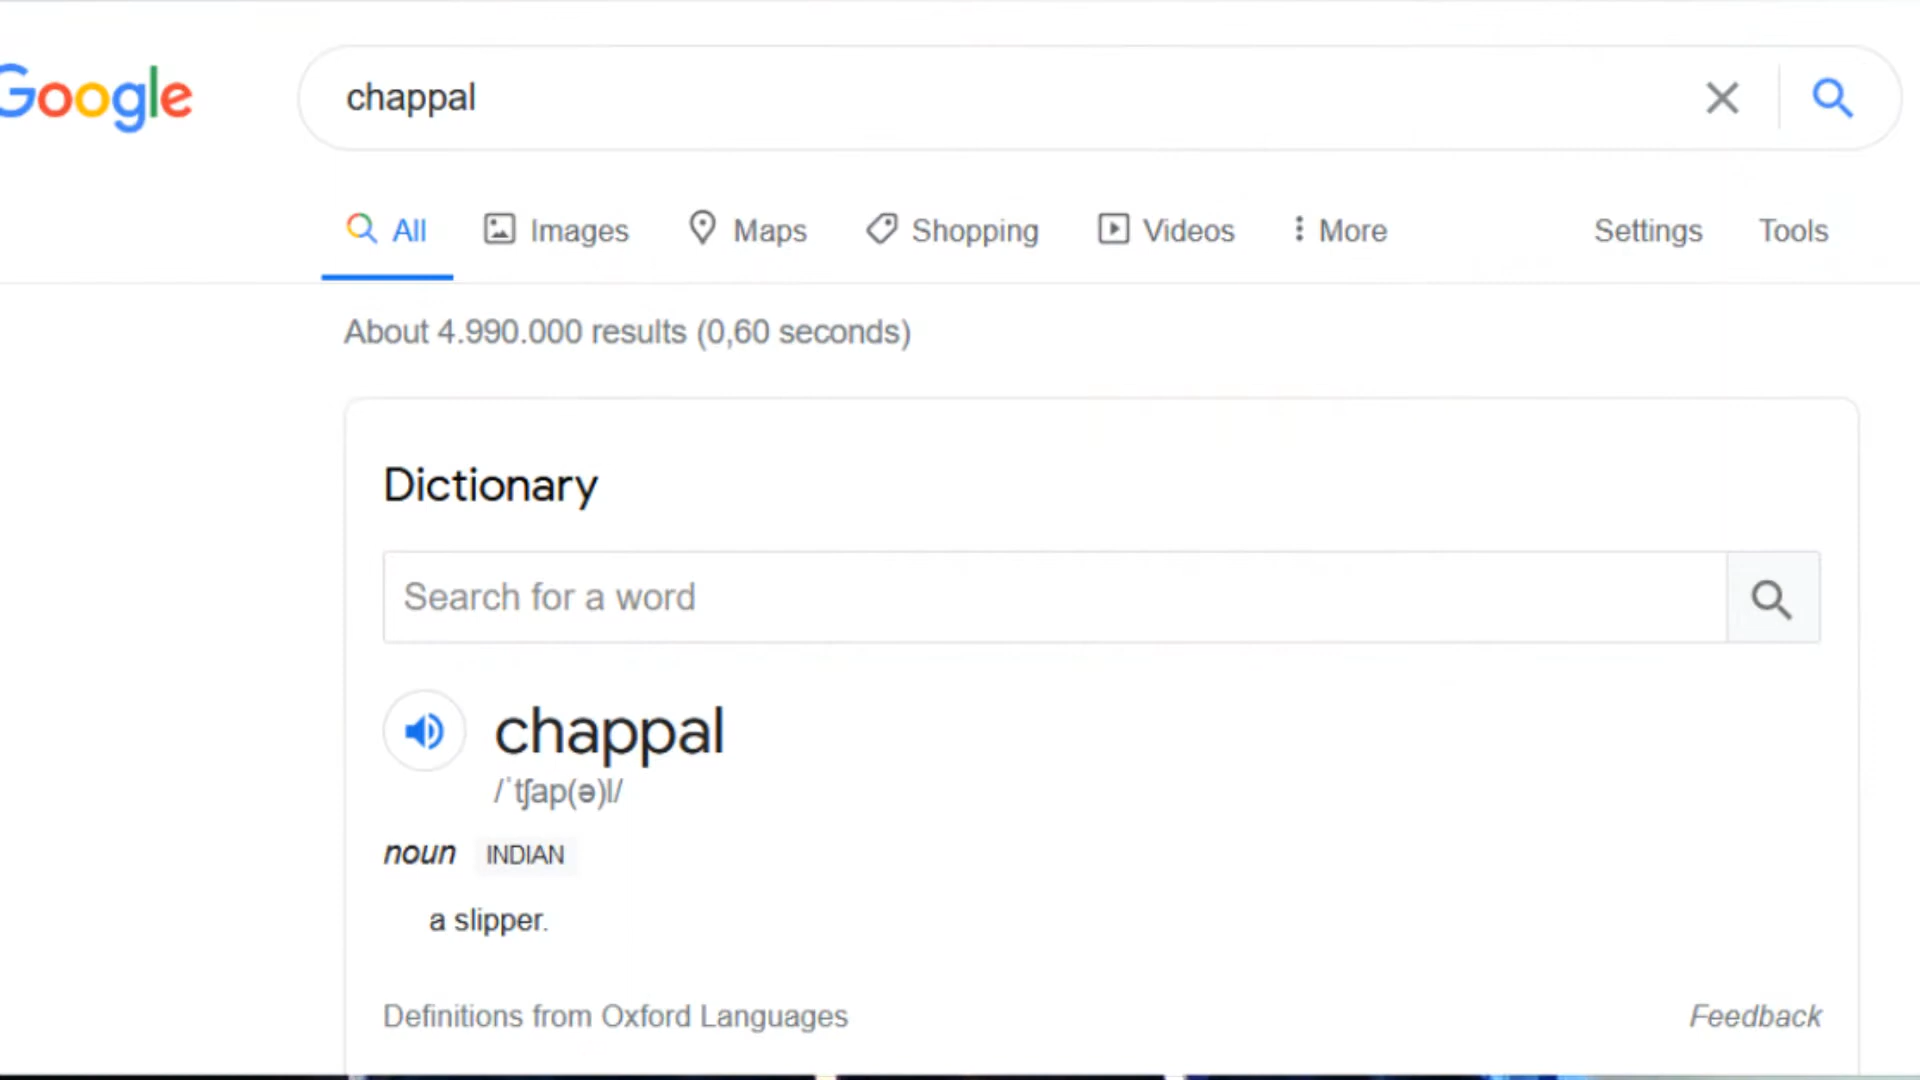 Google chappal
All Images Maps Shopping Videos More Settings Tools
About 4.990.000 results (0,60 seconds)
Dictionary
Search for a word
chappal
/ˈtʃap(ə)l/
noun INDIAN
a slipper.
Definitions from Oxford Languages Feedback